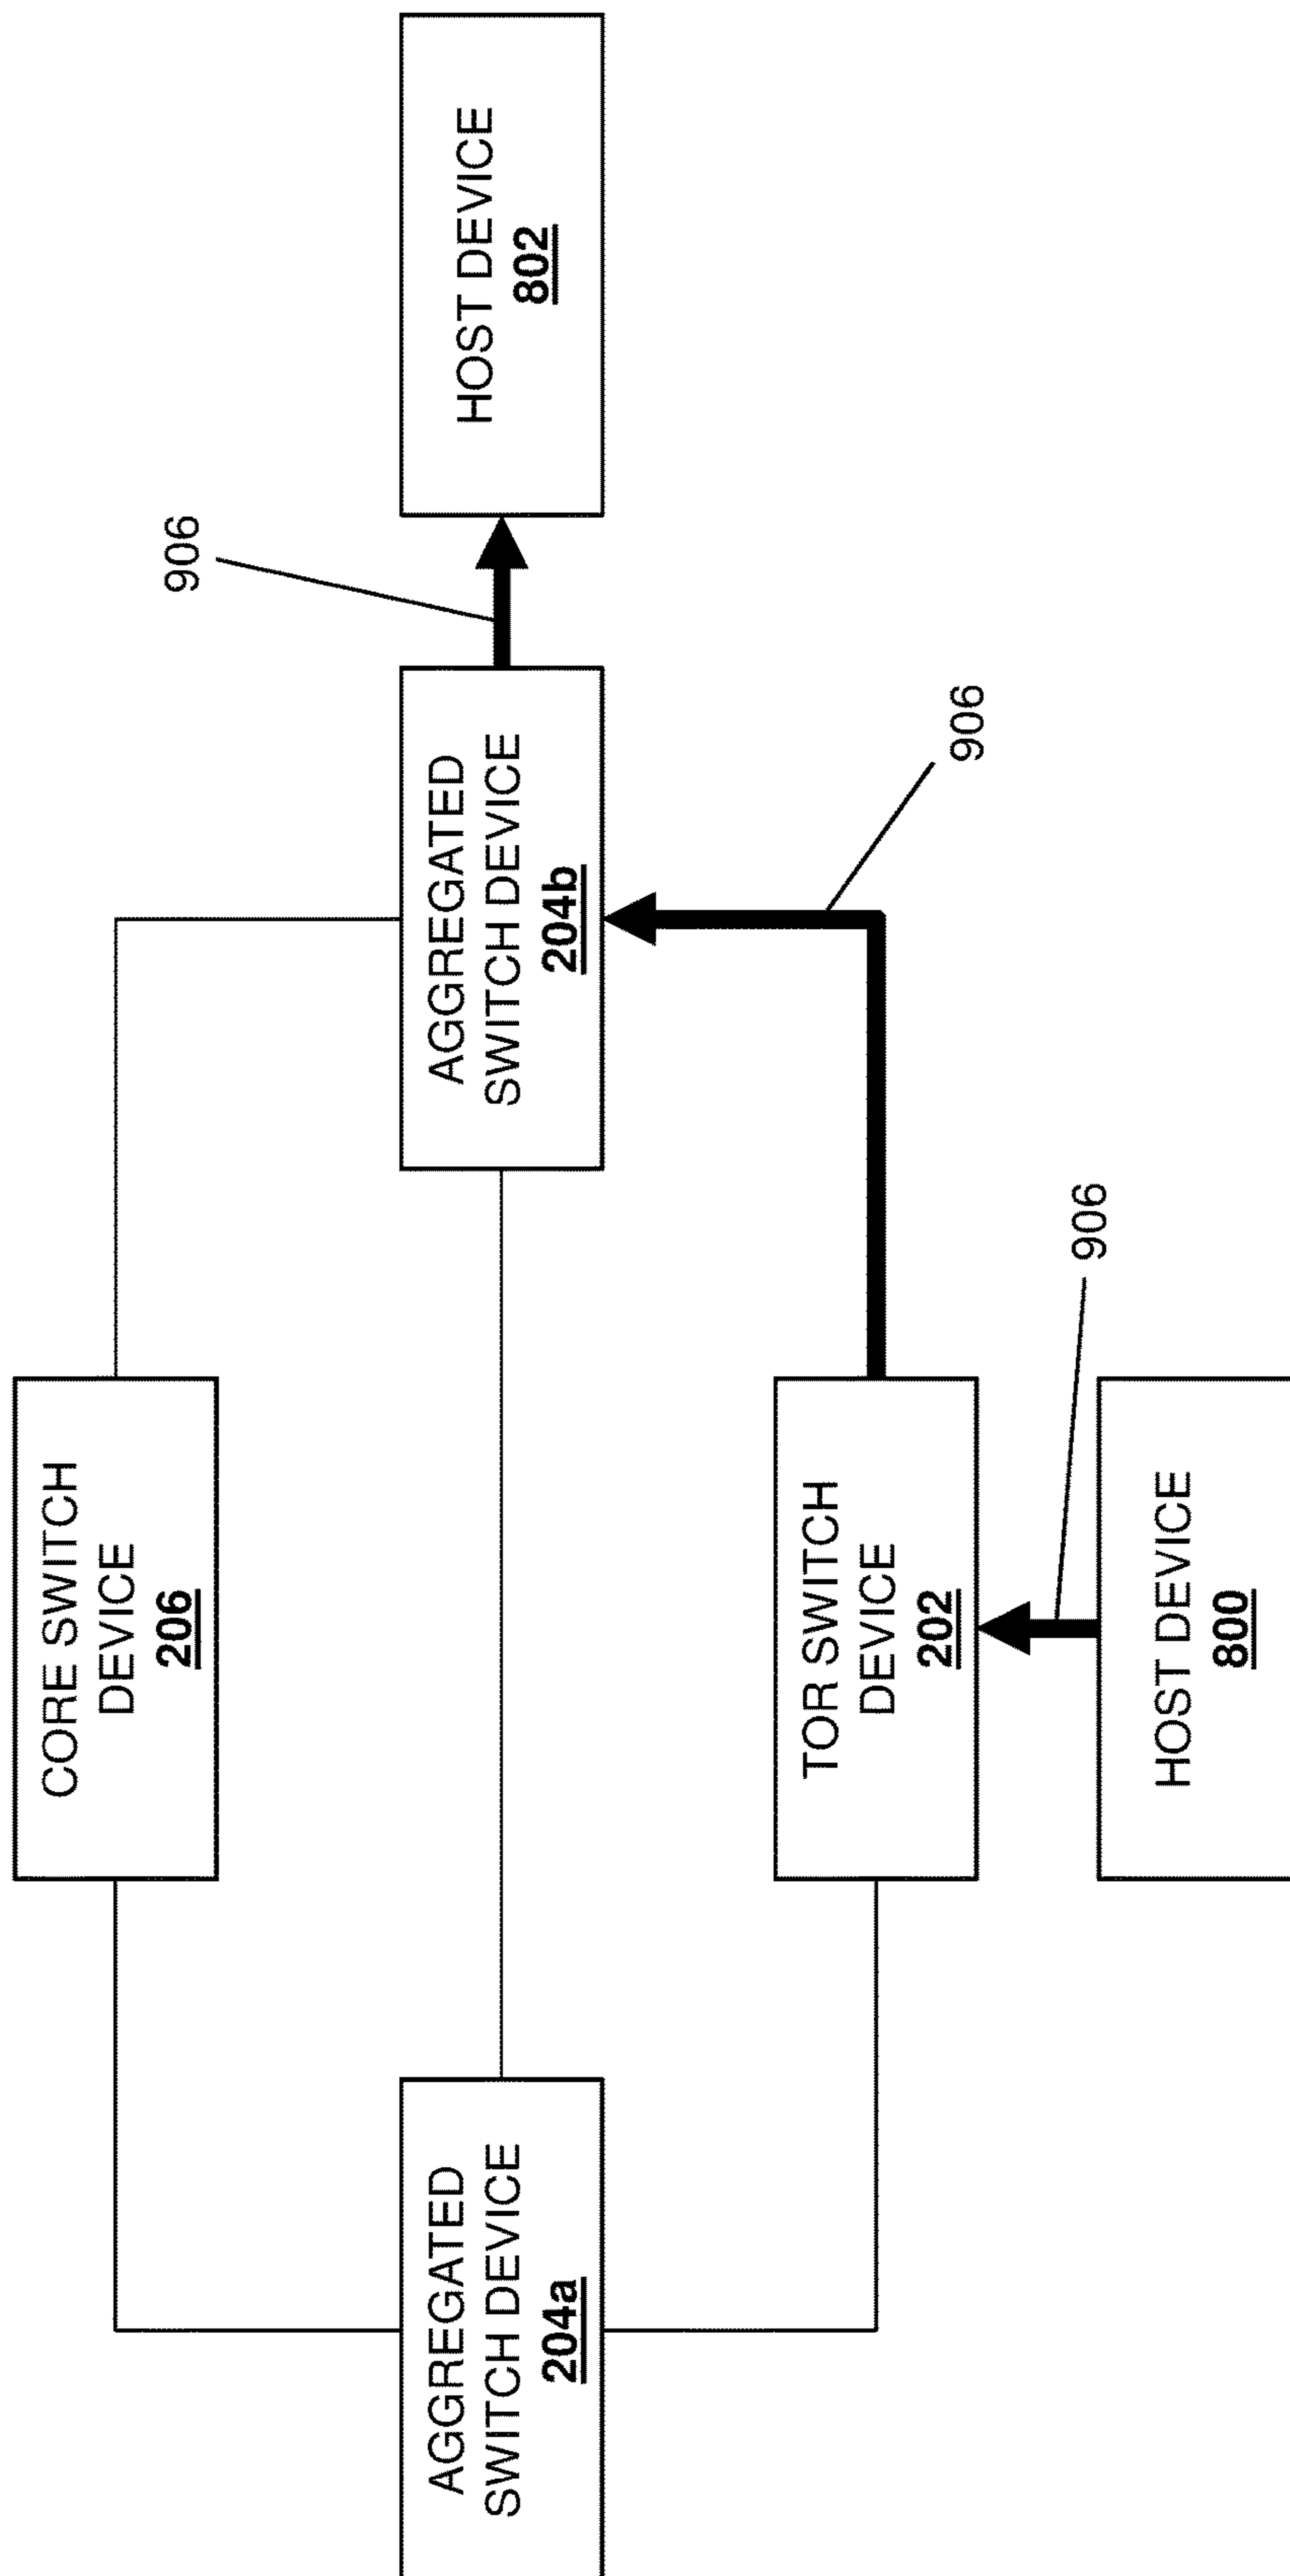 CORE SWITCH
DEVICE
206
AGGREGATED
SWITCH DEVICE
204a
AGGREGATED
SWITCH DEVICE
204b
906
HOST DEVICE
802
906
TOR SWITCH
DEVICE
202
906
HOST DEVICE
800